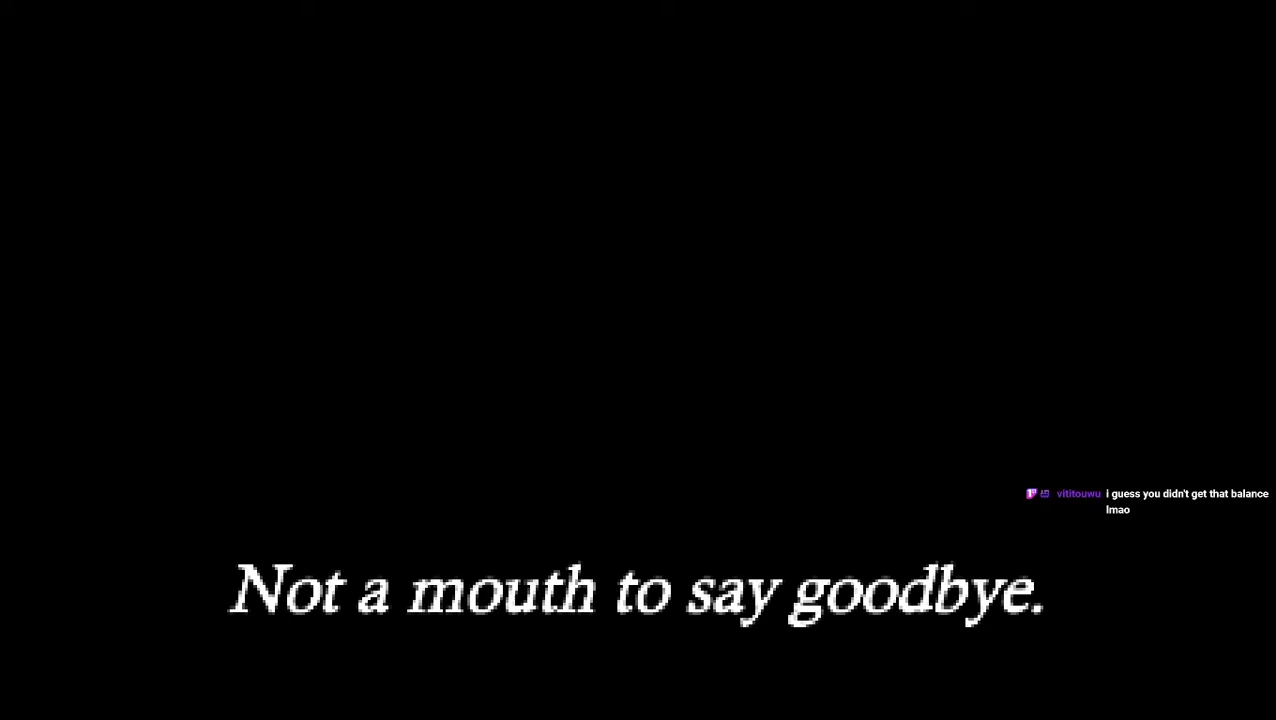 vititouwu i guess you didn't get that balance
lmao
Not a mouth to say goodbye.